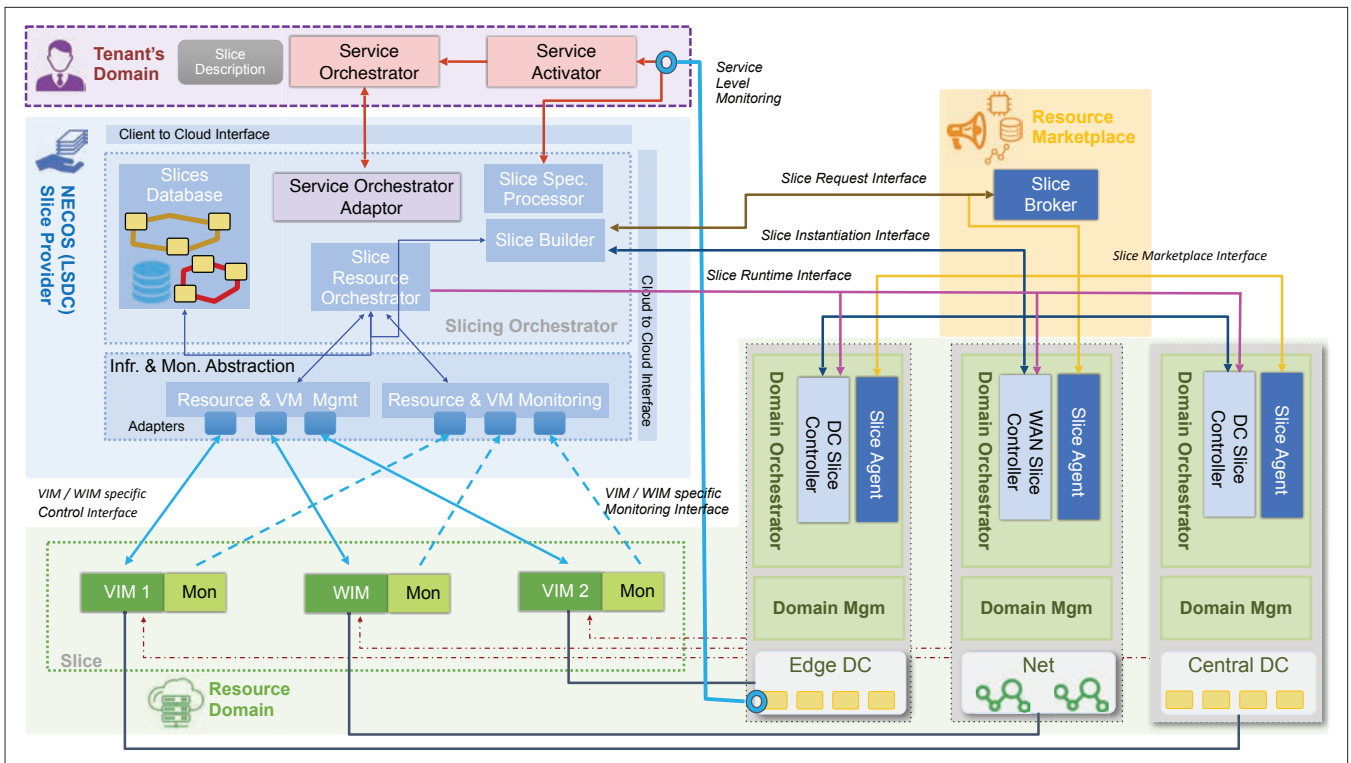 Tenant's
Domain
Slice
Description
Service
Orchestrator
Service
Activator
Service
Level
Monitoring
NECOS (LSDC)
Slice Provider
Client to Cloud Interface
Slices
Database
Service Orchestrator
Adaptor
Slice Spec.
Processor
Slice Builder
Slice
Resource
Orchestrator
Slicing Orchestrator
Cloud to Cloud Interface
Infr. & Mon. Abstraction
Resource & VM Mgmt
Resource & VM Monitoring
Adapters
Resource
Marketplace
Slice
Broker
Slice Request Interface
Slice Instantiation Interface
Slice Runtime Interface
Slice Marketplace Interface
VIM / WIM specific
Control Interface
VIM / WIM specific
Monitoring Interface
VIM 1
Mon
WIM
Mon
VIM 2
Mon
Slice
Resource
Domain
Domain Orchestrator
DC Slice
Controller
Slice Agent
Domain Mgm
Edge DC
Domain Orchestrator
WAN Slice
Controller
Slice Agent
Domain Mgm
Net
Domain Orchestrator
DC Slice
Controller
Slice Agent
Domain Mgm
Central DC